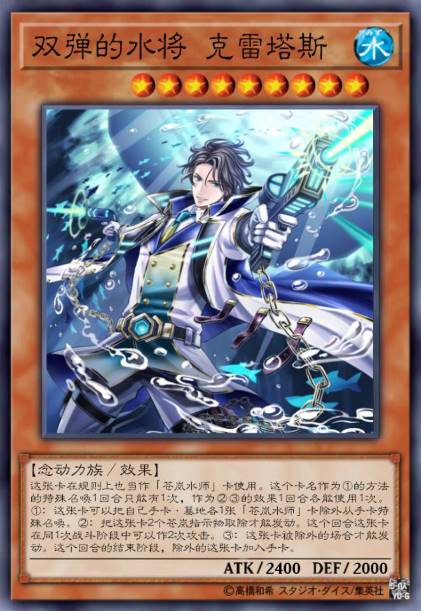 双弹的水将 克雷塔斯
みず
水
【念动力族／效果】
这张卡在规则上也当作「苍岚水师」卡使用。这个卡名作为①的方法
的特殊召唤1回合只能有1次，作为②③的效果1回合各能使用1次。
①：这张卡可以把自己手卡·墓地各1张「苍岚水师」卡除外从手卡特
殊召唤。②：把这张卡2个苍岚指示物取除才能发动。这个回合这张卡
在同1次战斗阶段中可以作2次攻击。③：这张卡被除外的场合才能发
动。这个回合的结束阶段，除外的这张卡加入手卡。
ATK / 2400 DEF / 2000
©高橋和希 スタジオ・ダイス/集英社